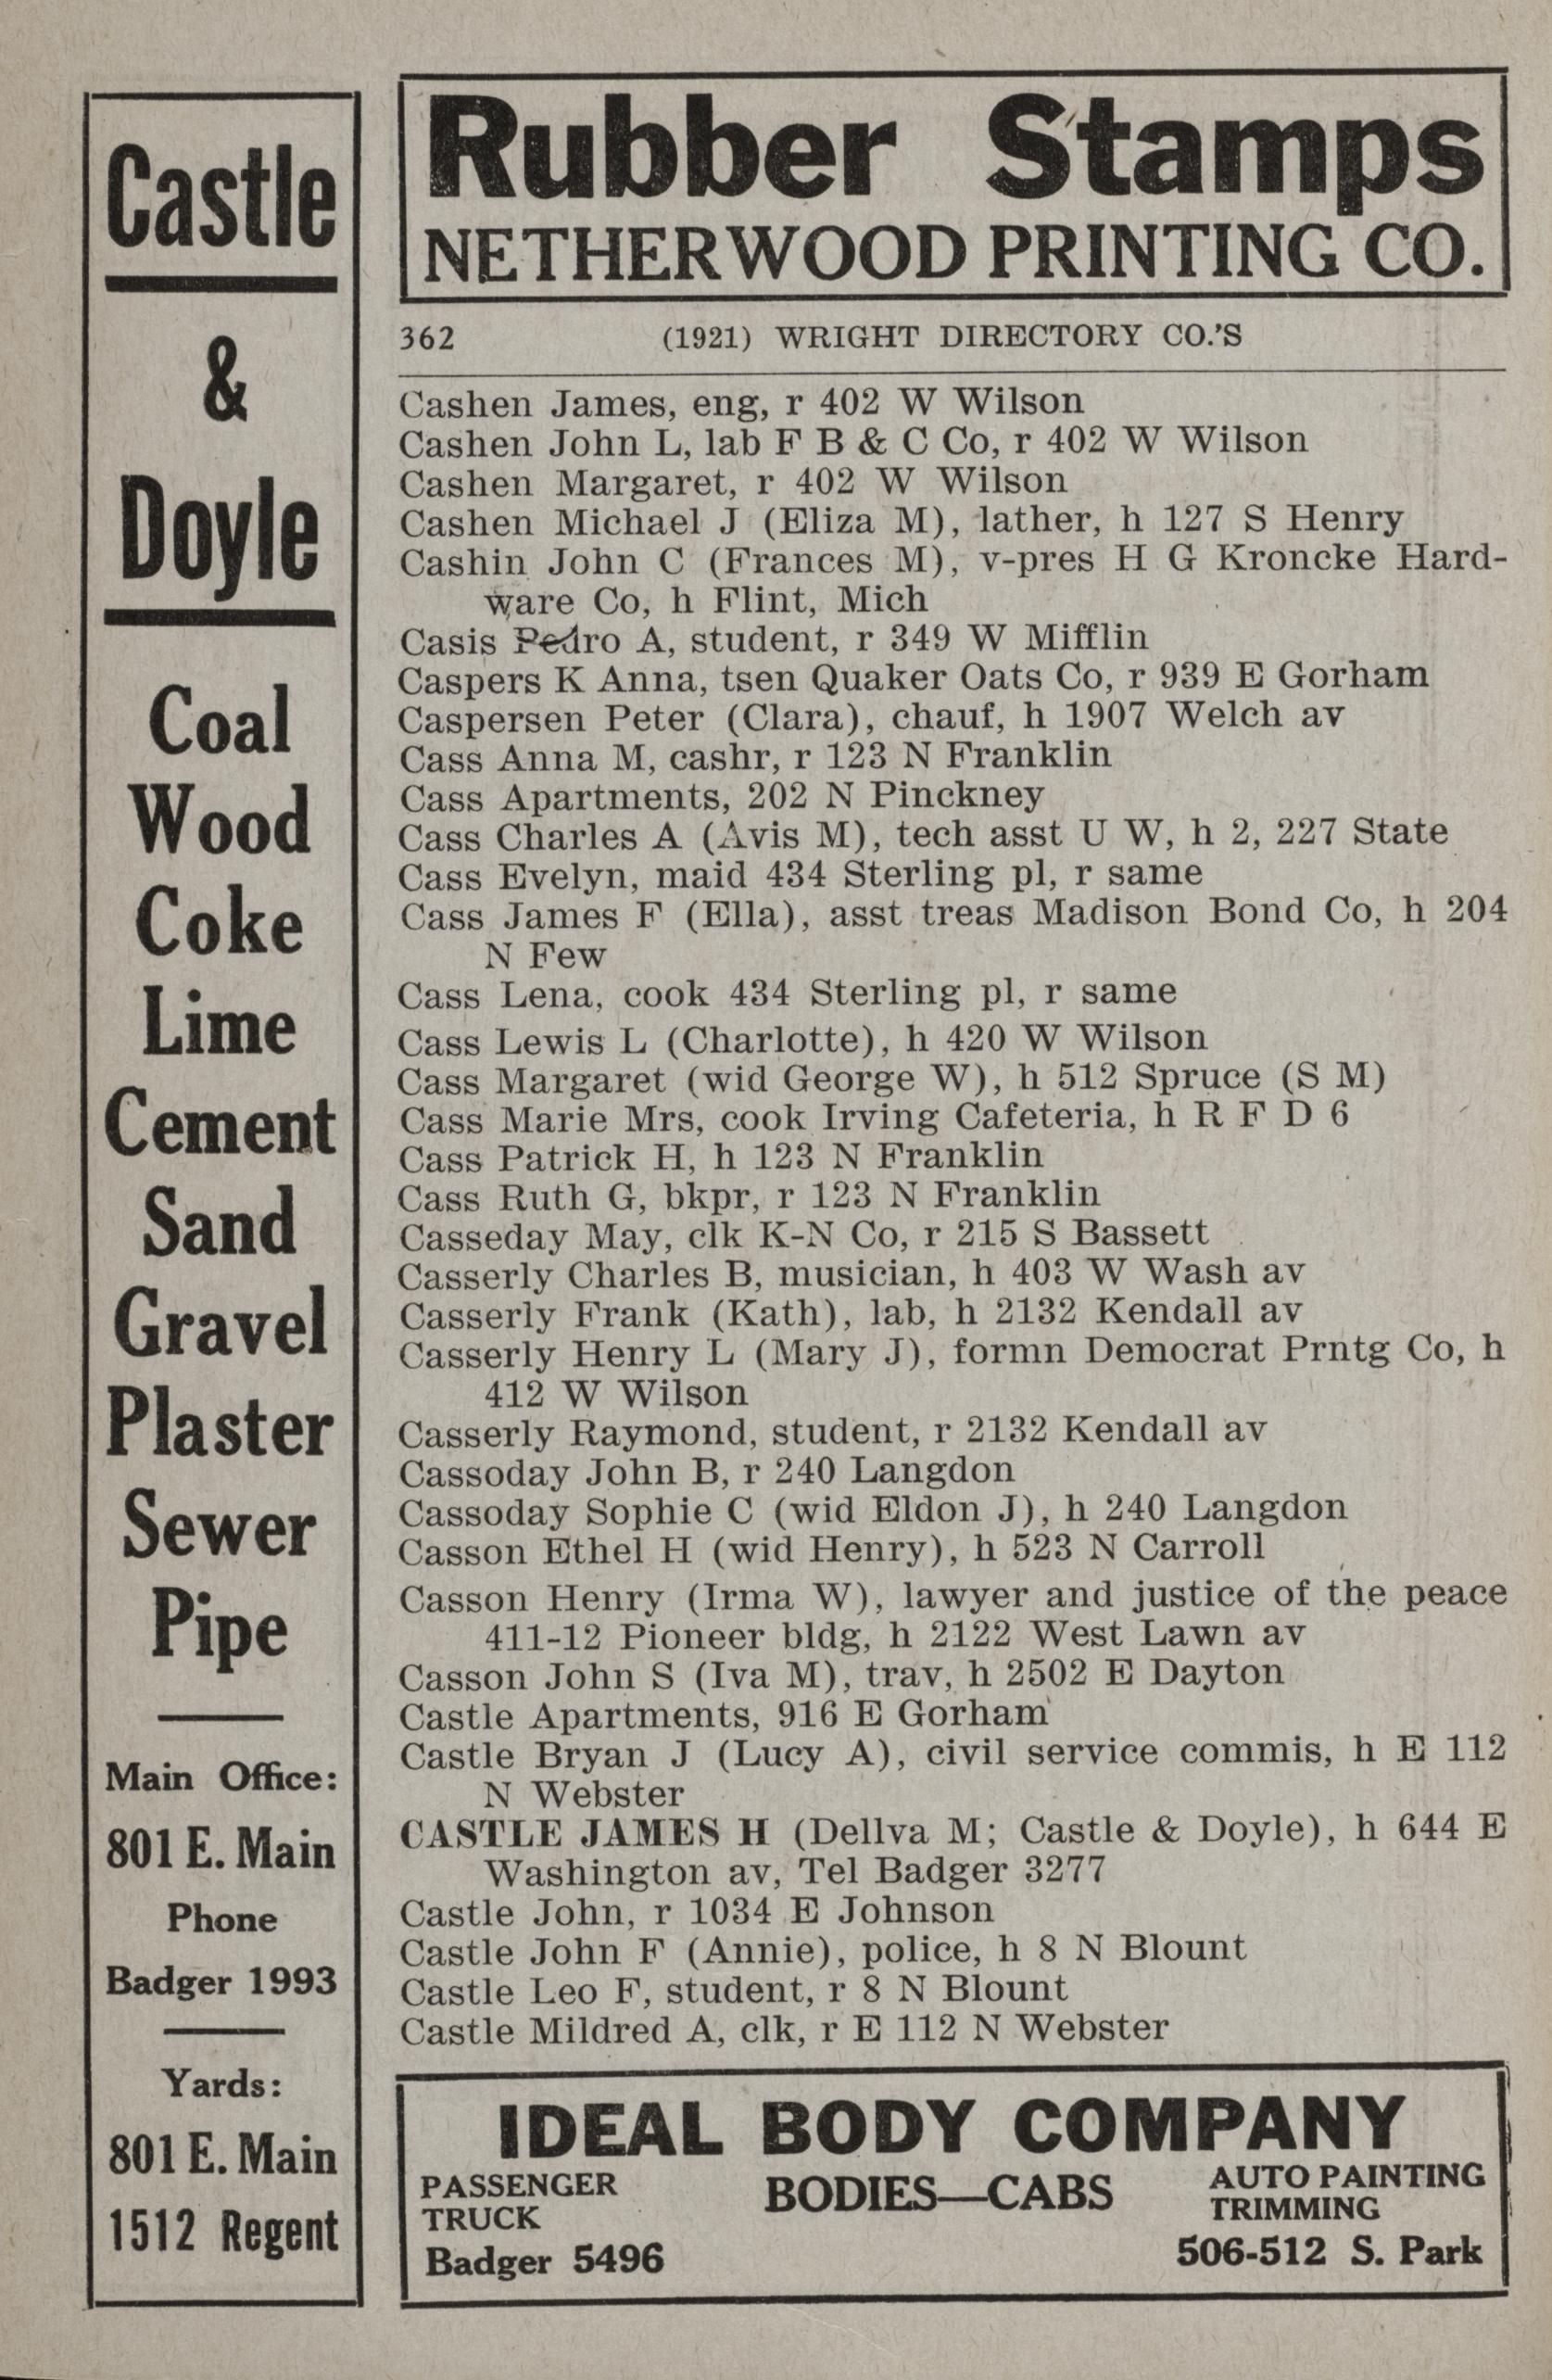 Castle
&
Doyle
Coal
Wood
Coke
Lime
Cement
Sand
Gravel
Plaster
Sewer
Pipe
Main Office:
801 E. Main
Phone
Badger 1993
Yards:
801 E. Main
1512 Regent
Rubber Stamps
NETHERWOOD PRINTING CO.
362 (1921) WRIGHT DIRECTORY CO.'S
Cashen James, eng, r 402 W Wilson
Cashen John L, lab F B & C Co, r 402 W Wilson
Cashen Margaret, r 402 W Wilson
Cashen Michael J (Eliza M), lather, h 127 S Henry
Cashin John C (Frances M), v-pres H G Kroncke Hard-
ware Co, h Flint, Mich
Casis Pedro A, student, r 349 W Mifflin
Caspers K Anna, tsen Quaker Oats Co, r 939 E Gorham
Caspersen Peter (Clara), chauf, h 1907 Welch av
Cass Anna M, cashr, r 123 N Franklin
Cass Apartments, 202 N Pinckney
Cass Charles A (Avis M), tech asst U W, h 2, 227 State
Cass Evelyn, maid 434 Sterling pl, r same
Cass James F (Ella), asst treas Madison Bond Co, h 204
N Few
Cass Lena, cook 434 Sterling pl, r same
Cass Lewis L (Charlotte), h 420 W Wilson
Cass Margaret (wid George W), h 512 Spruce (S M)
Cass Marie Mrs, cook Irving Cafeteria, h R F D 6
Cass Patrick H, h 123 N Franklin
Cass Ruth G, bkpr, r 123 N Franklin
Casseday May, clk K-N Co, r 215 S Bassett
Casserly Charles B, musician, h 403 W Wash av
Casserly Frank (Kath), lab, h 2132 Kendall av
Casserly Henry L (Mary J), formn Democrat Prntg Co, h
412 W Wilson
Casserly Raymond, student, r 2132 Kendall av
Cassoday John B, r 240 Langdon
Cassoday Sophie C (wid Eldon J), h 240 Langdon
Casson Ethel H (wid Henry), h 523 N Carroll
Casson Henry (Irma W), lawyer and justice of the peace
411-12 Pioneer bldg, h 2122 West Lawn av
Casson John S (Iva M), trav, h 2502 E Dayton
Castle Apartments, 916 E Gorham
Castle Bryan J (Lucy A), civil service commis, h E 112
N Webster
CASTLE JAMES H (Dellva M; Castle & Doyle), h 644 E
Washington av, Tel Badger 3277
Castle John, r 1034 E Johnson
Castle John F (Annie), police, h 8 N Blount
Castle Leo F, student, r 8 N Blount
Castle Mildred A, clk, r E 112 N Webster
IDEAL BODY COMPANY
PASSENGER
TRUCK
Badger 5496
BODIES—CABS
AUTO PAINTING
TRIMMING
506-512 S. Park